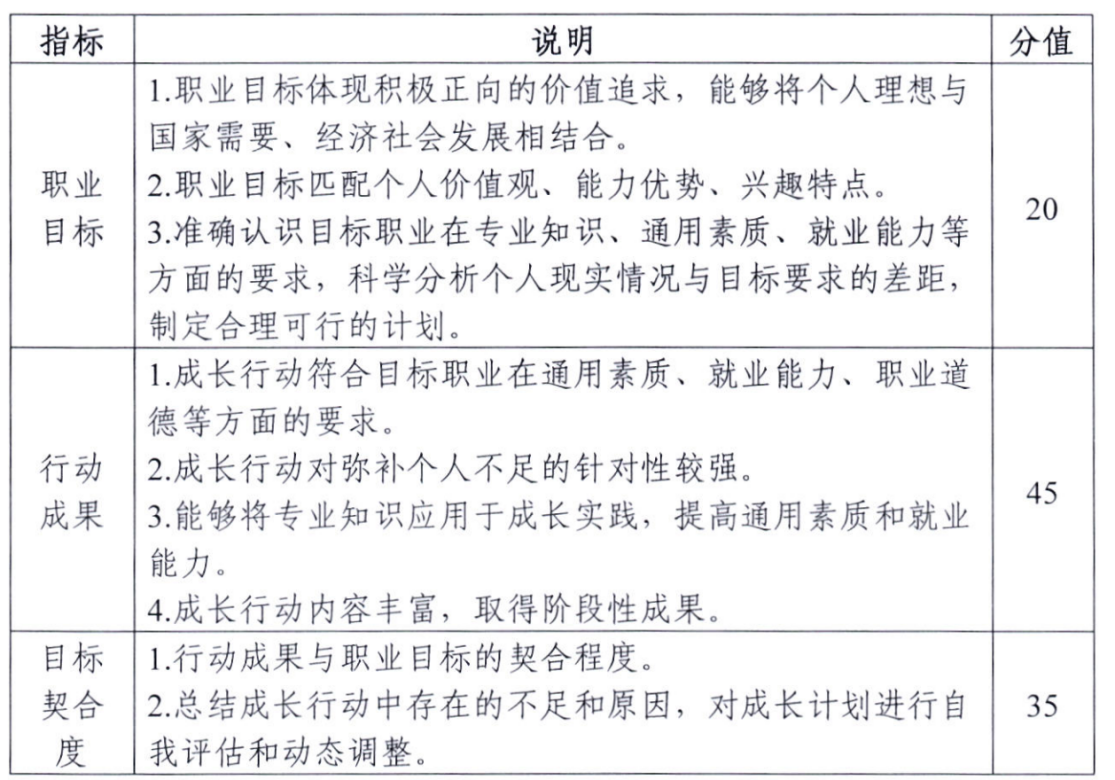 指标
说明
分值
职业
目标
1.职业目标体现积极正向的价值追求，能够将个人理想与
国家需要、经济社会发展相结合。
2.职业目标匹配个人价值观、能力优势、兴趣特点。
3.准确认识目标职业在专业知识、通用素质、就业能力等
方面的要求，科学分析个人现实情况与目标要求的差距，
制定合理可行的计划。
20
行动
成果
1.成长行动符合目标职业在通用素质、就业能力、职业道
德等方面的要求。
2.成长行动对弥补个人不足的针对性较强。
3.能够将专业知识应用于成长实践，提高通用素质和就业
能力。
4.成长行动内容丰富，取得阶段性成果。
45
目标
契合
度
1.行动成果与职业目标的契合程度。
2.总结成长行动中存在的不足和原因，对成长计划进行自
我评估和动态调整。
35